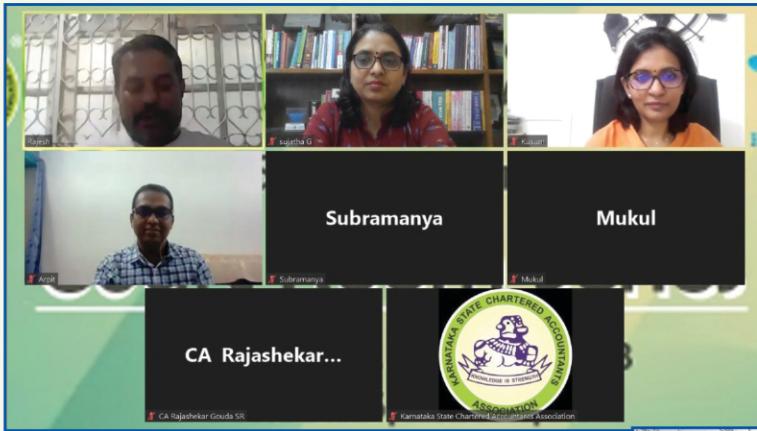 Rajesh
sujatha G
Kusum
Arpit
Subramanya
Subramanya
Mukul
Mukul
CA Rajashekar...
CA Rajashekar Gouda SR
KARNATAKA STATE CHARTERED ACCOUNTANTS
KNOWLEDGE IS STRENGTH
ASSOCIATION
Karnataka State Chartered Accountants Association